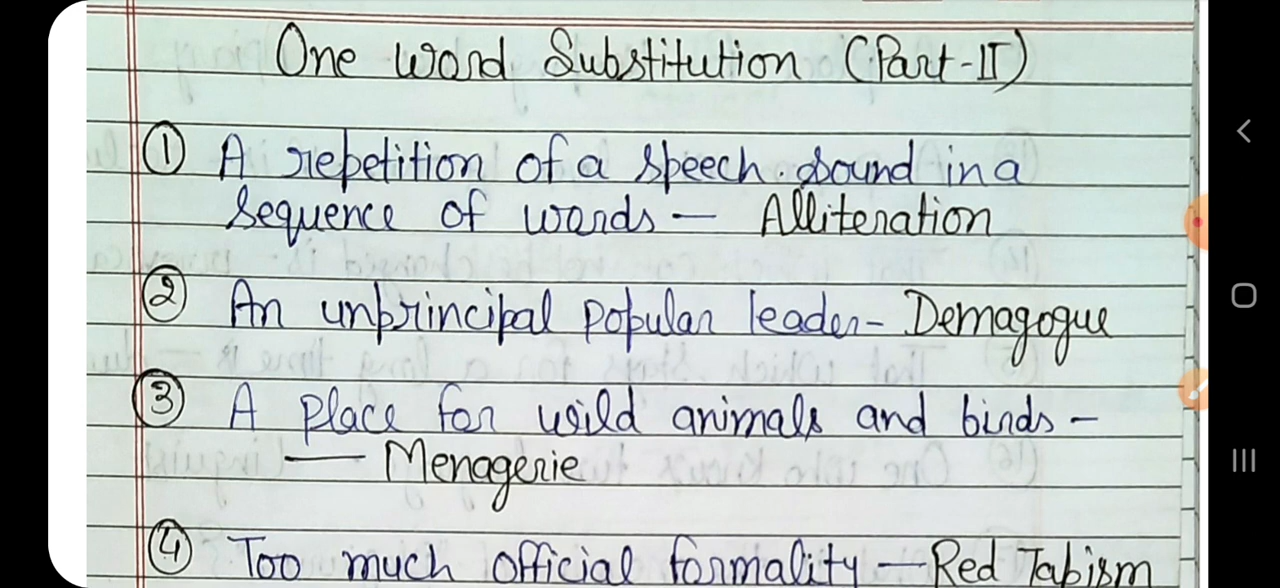 One Word Substitution (Part-II)
① A repetition of a speech sound in a
sequence of words — Alliteration
② An unprincipal popular leader - Demagogue
③ A place for wild animals and birds -
— Menagerie
④ Too much official formality — Red Tapism